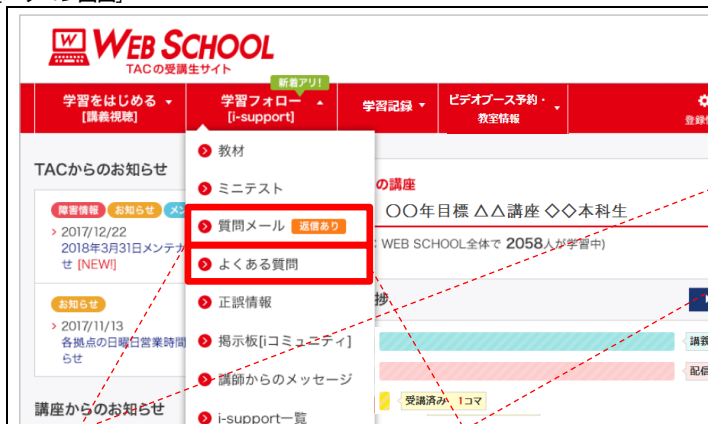 WEB SCHOOL
TACの受講生サイト
新着アリ!
学習をはじめる
[講義視聴]
学習フォロー
[i-support]
学習記録
ビデオブース予約・
教室情報
TACからのお知らせ
障害情報 お知らせ
2017/12/22
2018年3月31日メンテナ
せ [NEW!]
お知らせ
2017/11/13
各拠点の日曜日営業時間
らせ
講座からのお知らせ
教材
ミニテスト
質問メール 返信あり
よくある質問
正誤情報
掲示板[iコミュニティ]
講師からのメッセージ
i-support一覧
の講座
〇〇年目標 △△講座 ◇◇本科生
WEB SCHOOL全体で 2058人が学習中)
捗
講義
配信
受講済み 1コマ